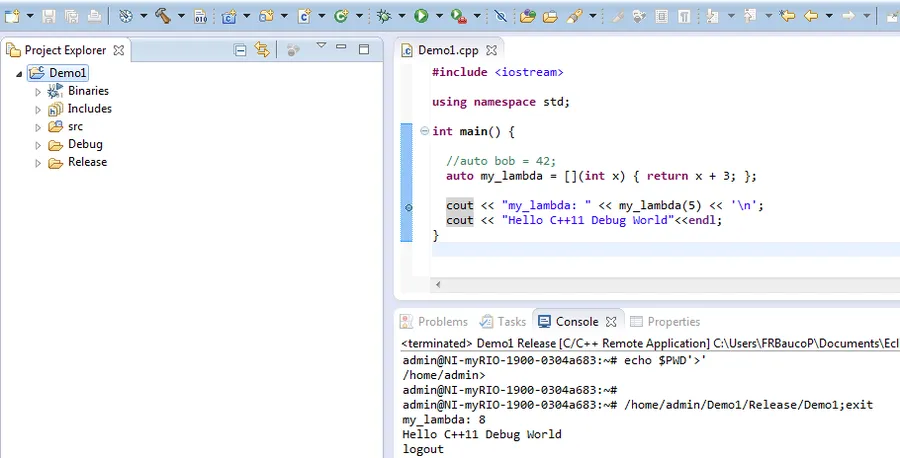 Project Explorer
Demo1
Binaries
Includes
src
Debug
Release
Demo1.cpp
#include <iostream>
using namespace std;
int main() {
//auto bob = 42;
auto my_lambda = [](int x) { return x + 3; };
cout << "my_lambda: " << my_lambda(5) << '\n';
cout << "Hello C++11 Debug World"<<endl;
}
Problems Tasks Console Properties
<terminated> Demo1 Release [C/C++ Remote Application] C:\Users\FRBaucoP\Documents\Ecl
admin@NI-myRIO-1900-0304a683:~# echo $PWD'>'
/home/admin>
admin@NI-myRIO-1900-0304a683:~#
admin@NI-myRIO-1900-0304a683:~# /home/admin/Demo1/Release/Demo1;exit
my_lambda: 8
Hello C++11 Debug World
logout